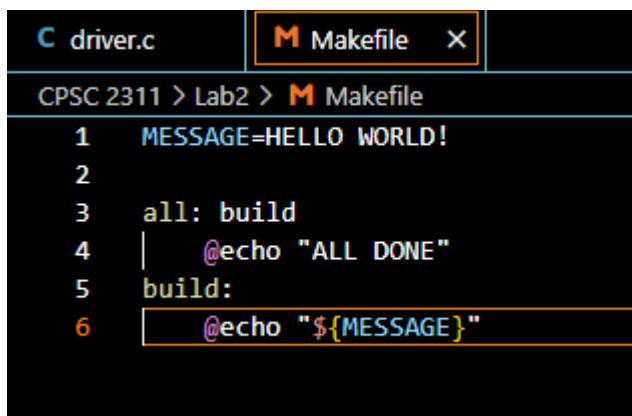 C driver.c M Makefile ×
CPSC 2311 > Lab2 > M Makefile
1 MESSAGE=HELLO WORLD!
2
3 all: build
4 @echo "ALL DONE"
5 build:
6 @echo "${MESSAGE}"